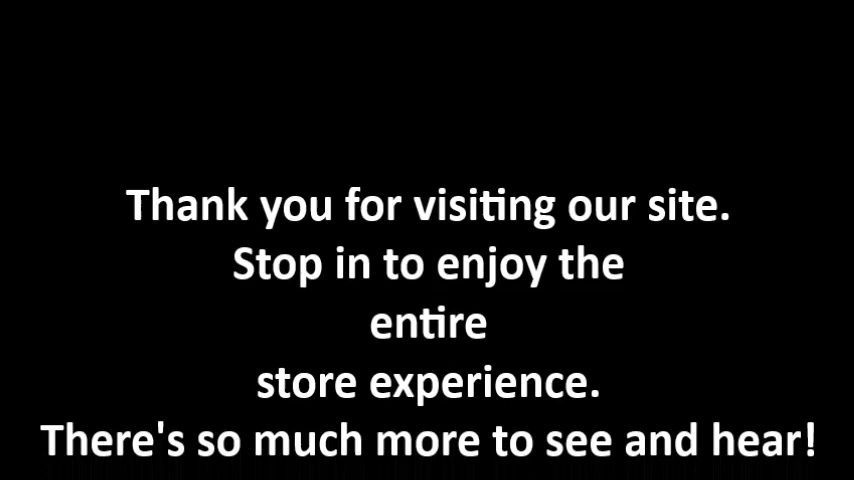 Thank you for visiting our site.
Stop in to enjoy the
entire
store experience.
There's so much more to see and hear!